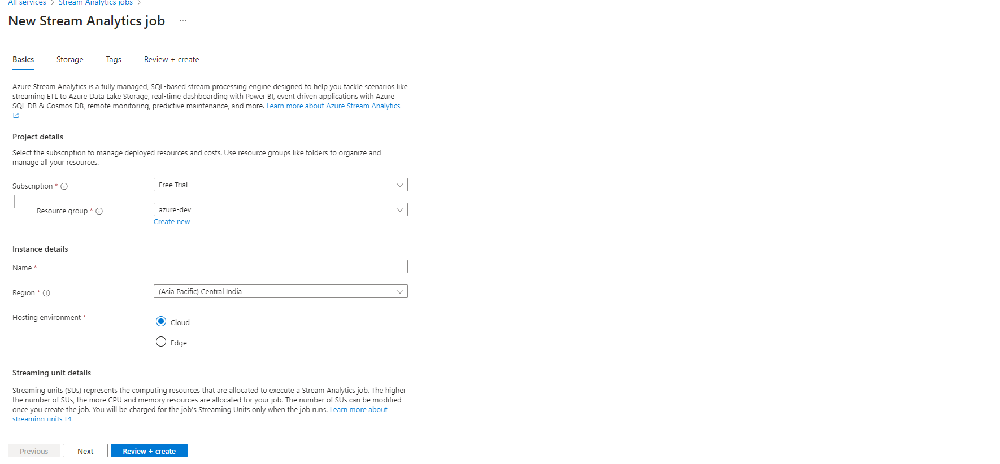 All services > Stream Analytics jobs >
New Stream Analytics job ...
Basics Storage Tags Review + create
Azure Stream Analytics is a fully managed, SQL-based stream processing engine designed to help you tackle scenarios like
streaming ETL to Azure Data Lake Storage, real-time dashboarding with Power BI, event driven applications with Azure
SQL DB & Cosmos DB, remote monitoring, predictive maintenance, and more. Learn more about Azure Stream Analytics
Project details
Select the subscription to manage deployed resources and costs. Use resource groups like folders to organize and
manage all your resources.
Subscription * Free Trial
Resource group * azure-dev
Create new
Instance details
Name *
Region * (Asia Pacific) Central India
Hosting environment * Cloud
Edge
Streaming unit details
Streaming units (SUs) represents the computing resources that are allocated to execute a Stream Analytics job. The higher
the number of SUs, the more CPU and memory resources are allocated for your job. The number of SUs can be modified
once you create the job. You will be charged for the job's Streaming Units only when the job runs. Learn more about
streaming units
Previous Next Review + create